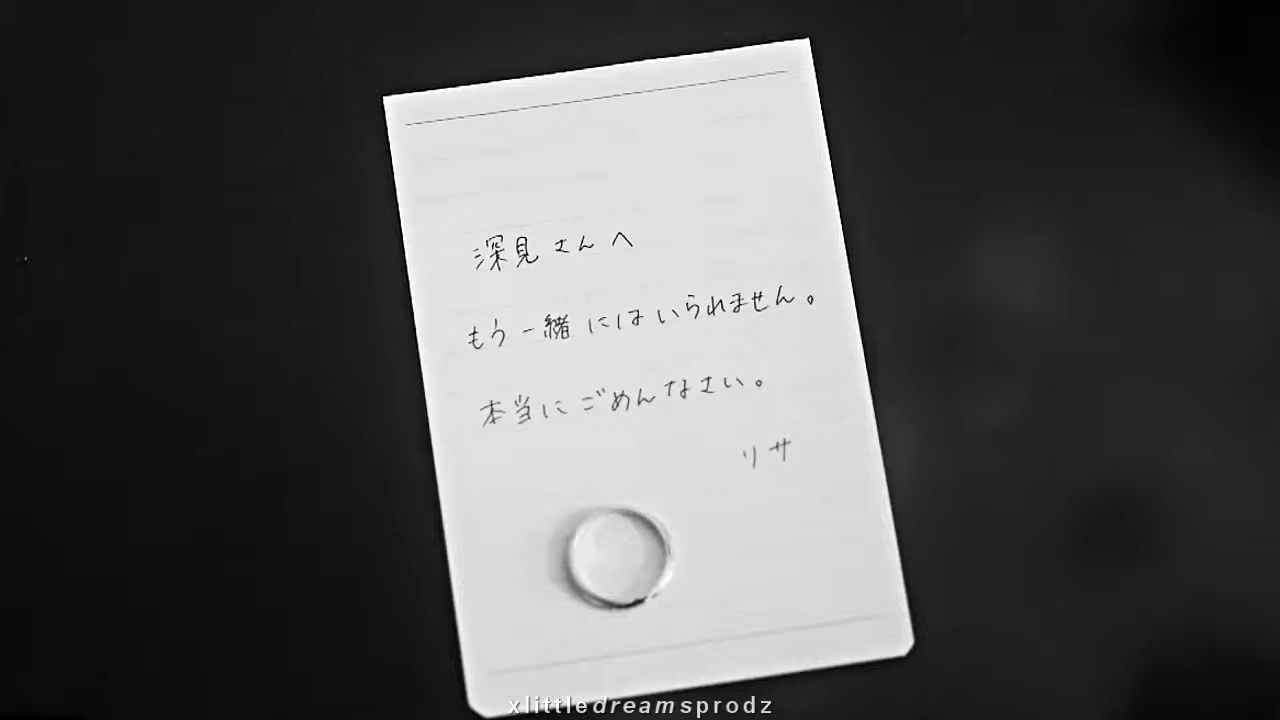 深見さんへ
もう一緒にはいられません。
本当にごめんなさい。
リサ
xlittledreamsprodz